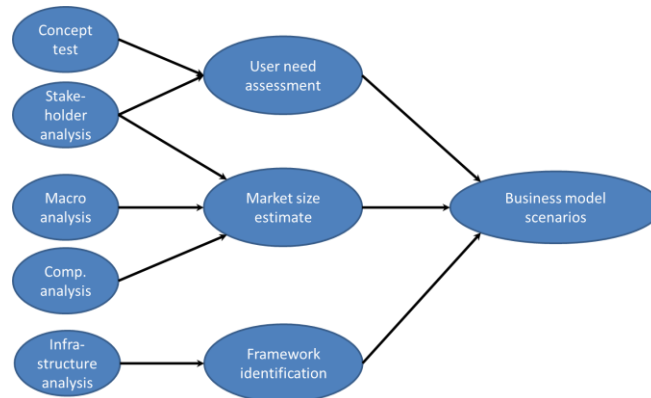 Concept
test
Stake-
holder
analysis
Macro
analysis
Comp.
analysis
Infra-
structure
analysis
User need
assessment
Market size
estimate
Framework
identification
Business model
scenarios